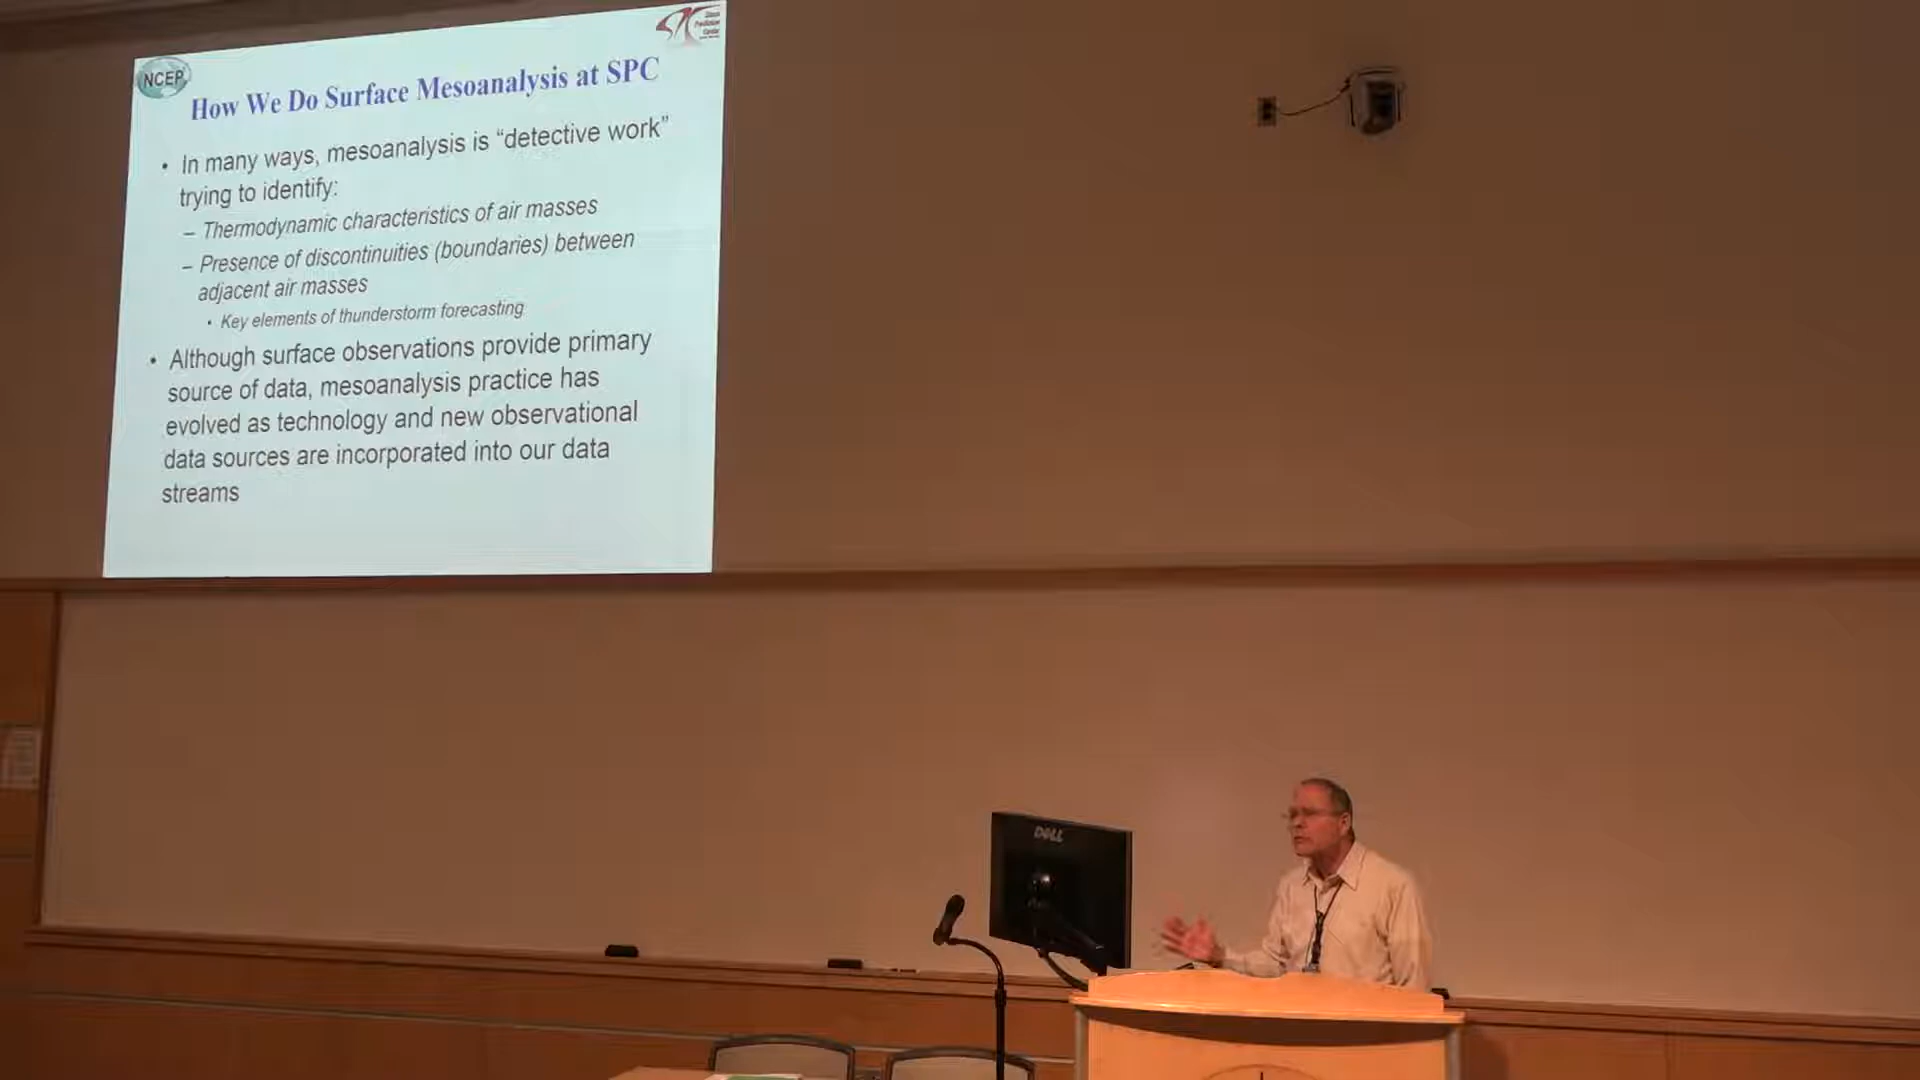 NCEP
Storm
Prediction
Center
How We Do Surface Mesoanalysis at SPC
• In many ways, mesoanalysis is “detective work”
trying to identify:
– Thermodynamic characteristics of air masses
– Presence of discontinuities (boundaries) between
adjacent air masses
• Key elements of thunderstorm forecasting
• Although surface observations provide primary
source of data, mesoanalysis practice has
evolved as technology and new observational
data sources are incorporated into our data
streams
DELL